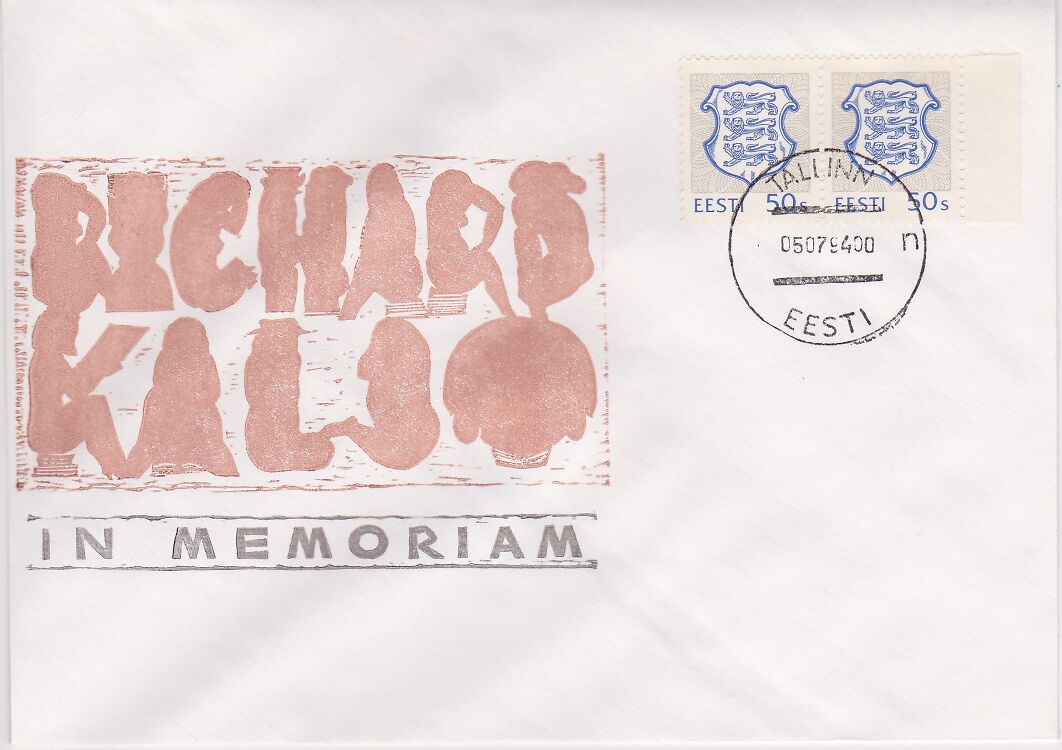 RICHARD
KALJO
IN MEMORIAM
EESTI 50s EESTI 50s
TALLINN
05079400 n
EESTI